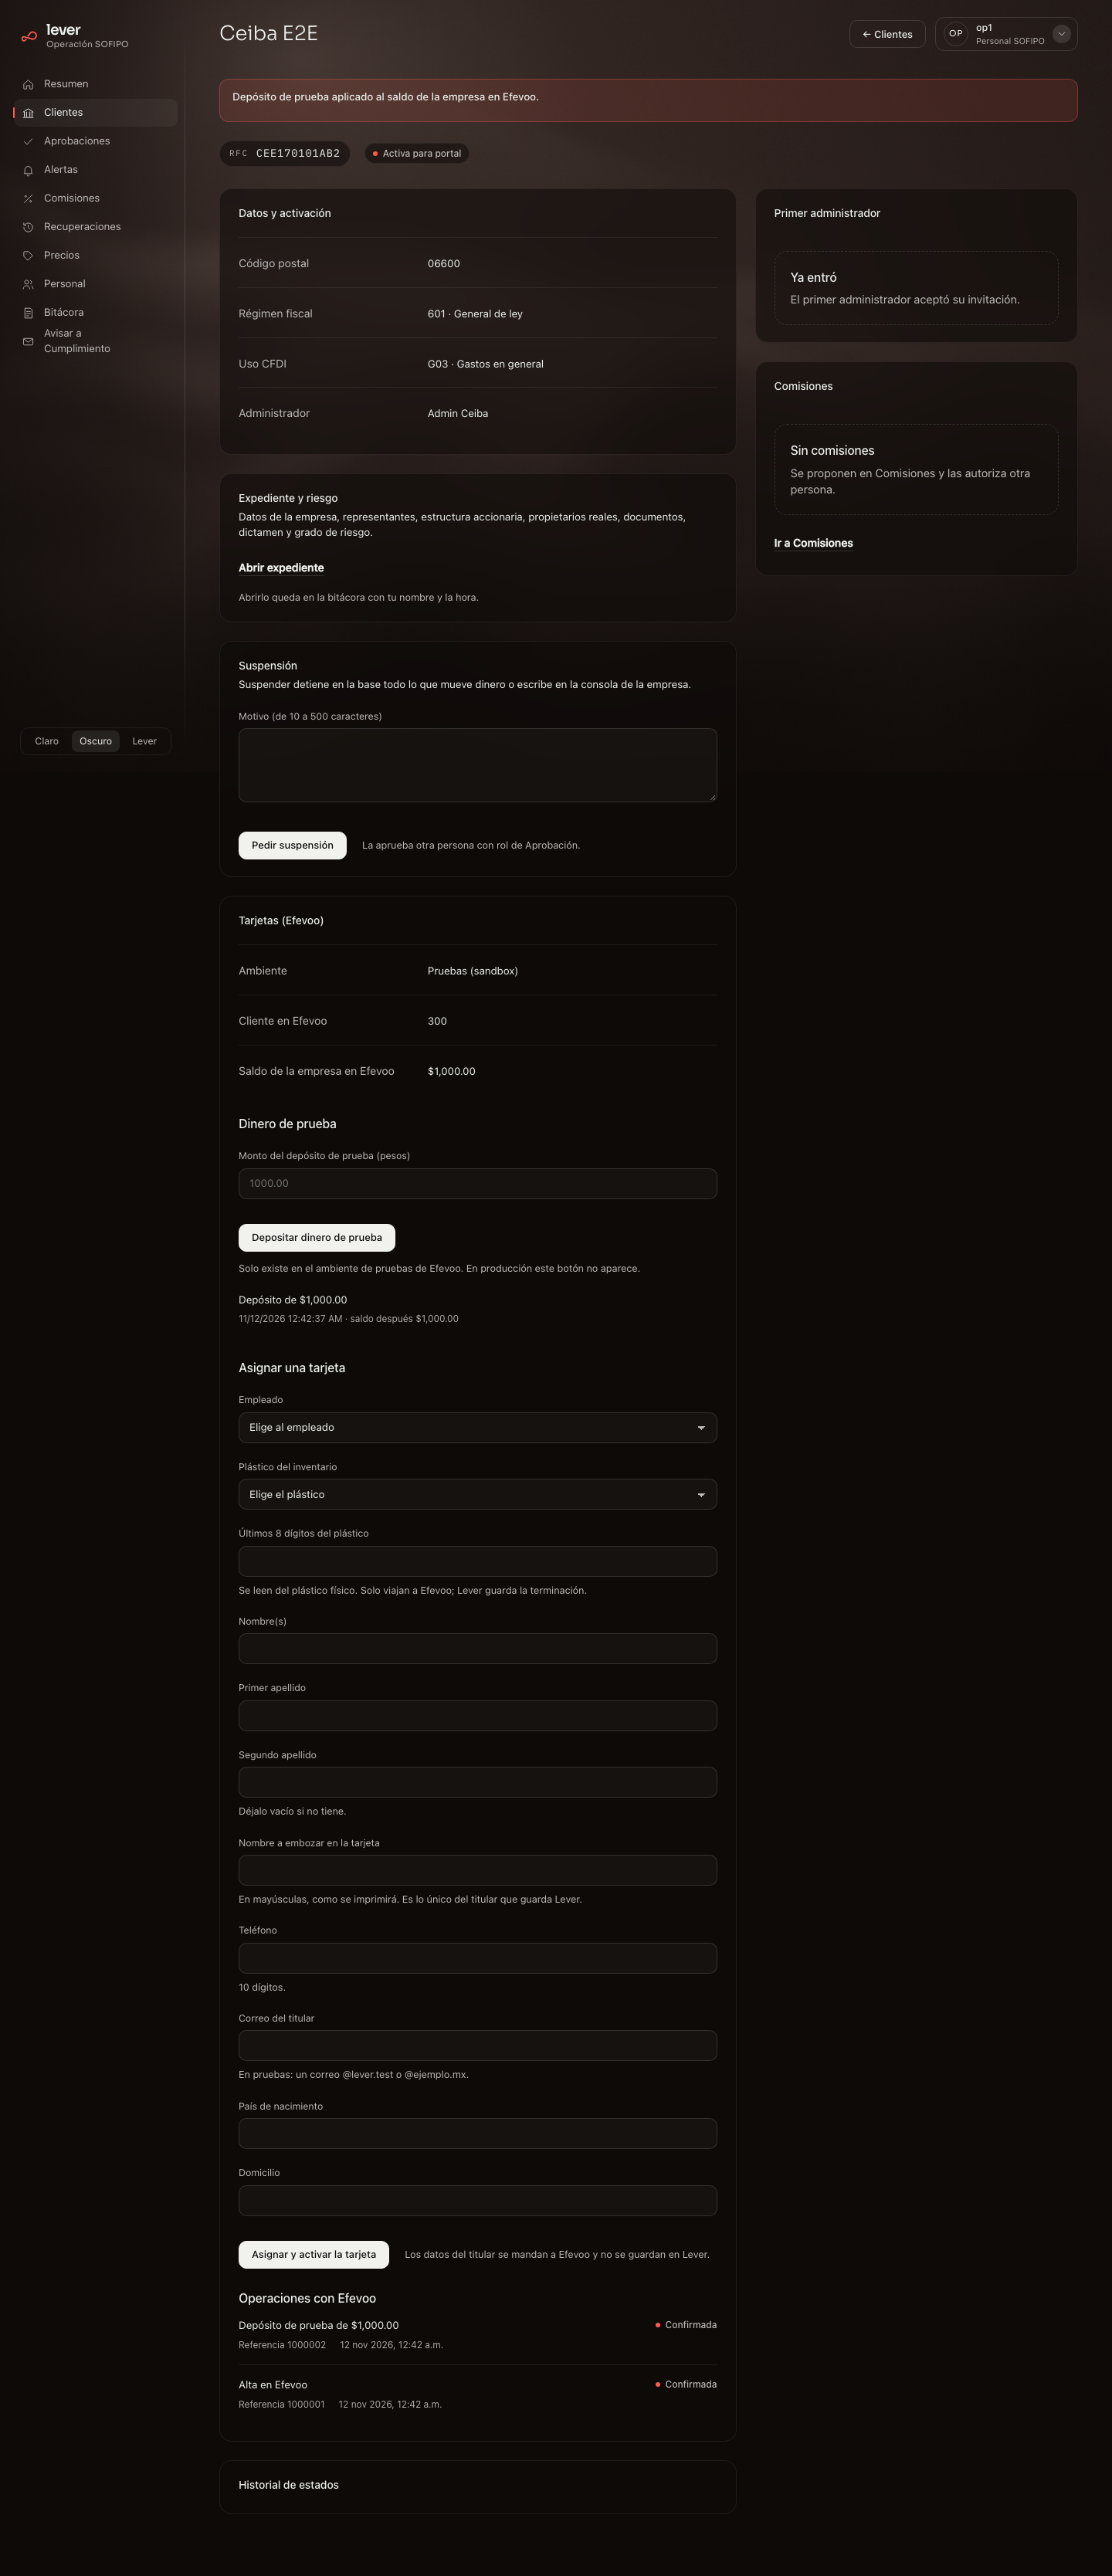 lever
Operación SOFIPO
Resumen
Clientes
Aprobaciones
Alertas
Comisiones
Recuperaciones
Precios
Personal
Bitácora
Avisar a
Cumplimiento
Claro
Oscuro
Lever
Ceiba E2E
← Clientes
OP
op1
Personal SOFIPO
Depósito de prueba aplicado al saldo de la empresa en Efevoo.
RFC CEE170101AB2
Activa para portal
Datos y activación
Código postal 06600
Régimen fiscal 601 · General de ley
Uso CFDI G03 · Gastos en general
Administrador Admin Ceiba
Expediente y riesgo
Datos de la empresa, representantes, estructura accionaria, propietarios reales, documentos,
dictamen y grado de riesgo.
Abrir expediente
Abrirlo queda en la bitácora con tu nombre y la hora.
Suspensión
Suspender detiene en la base todo lo que mueve dinero o escribe en la consola de la empresa.
Motivo (de 10 a 500 caracteres)
Pedir suspensión
La aprueba otra persona con rol de Aprobación.
Tarjetas (Efevoo)
Ambiente Pruebas (sandbox)
Cliente en Efevoo 300
Saldo de la empresa en Efevoo $1,000.00
Dinero de prueba
Monto del depósito de prueba (pesos)
1000.00
Depositar dinero de prueba
Solo existe en el ambiente de pruebas de Efevoo. En producción este botón no aparece.
Depósito de $1,000.00
11/12/2026 12:42:37 AM · saldo después $1,000.00
Asignar una tarjeta
Empleado
Elige al empleado
Plástico del inventario
Elige el plástico
Últimos 8 dígitos del plástico
Se leen del plástico físico. Solo viajan a Efevoo; Lever guarda la terminación.
Nombre(s)
Primer apellido
Segundo apellido
Déjalo vacío si no tiene.
Nombre a embozar en la tarjeta
En mayúsculas, como se imprimirá. Es lo único del titular que guarda Lever.
Teléfono
10 dígitos.
Correo del titular
En pruebas: un correo @lever.test o @ejemplo.mx.
País de nacimiento
Domicilio
Asignar y activar la tarjeta
Los datos del titular se mandan a Efevoo y no se guardan en Lever.
Operaciones con Efevoo
Depósito de prueba de $1,000.00
Confirmada
Referencia 1000002 12 nov 2026, 12:42 a.m.
Alta en Efevoo
Confirmada
Referencia 1000001 12 nov 2026, 12:42 a.m.
Historial de estados
Primer administrador
Ya entró
El primer administrador aceptó su invitación.
Comisiones
Sin comisiones
Se proponen en Comisiones y las autoriza otra
persona.
Ir a Comisiones